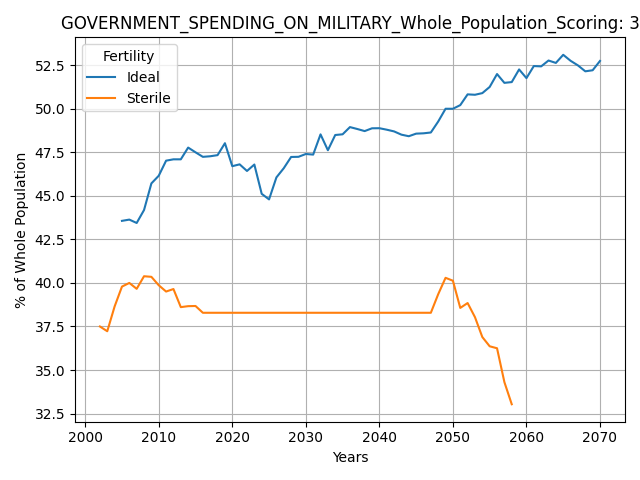 GOVERNMENT_SPENDING_ON_MILITARY_Whole_Population_Scoring: 3
Fertility
Ideal
Sterile
52.5
50.0
47.5
45.0
42.5
40.0
37.5
35.0
32.5
% of Whole Population
2000 2010 2020 2030 2040 2050 2060 2070
Years